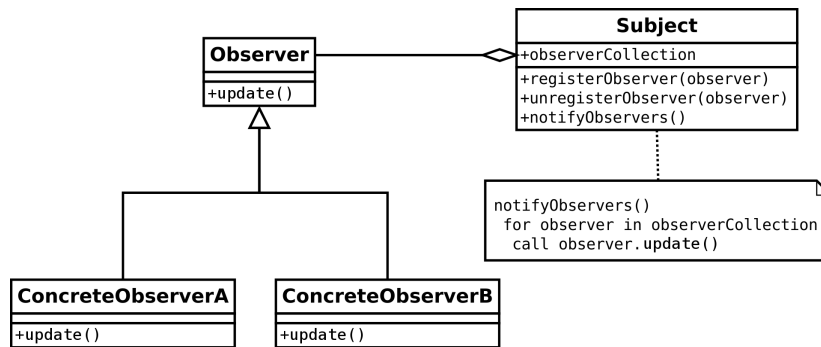 Subject
+observerCollection
+registerObserver(observer)
+unregisterObserver(observer)
+notifyObservers()
Observer
+update()
notifyObservers()
for observer in observerCollection
call observer.update()
ConcreteObserverA
+update()
ConcreteObserverB
+update()